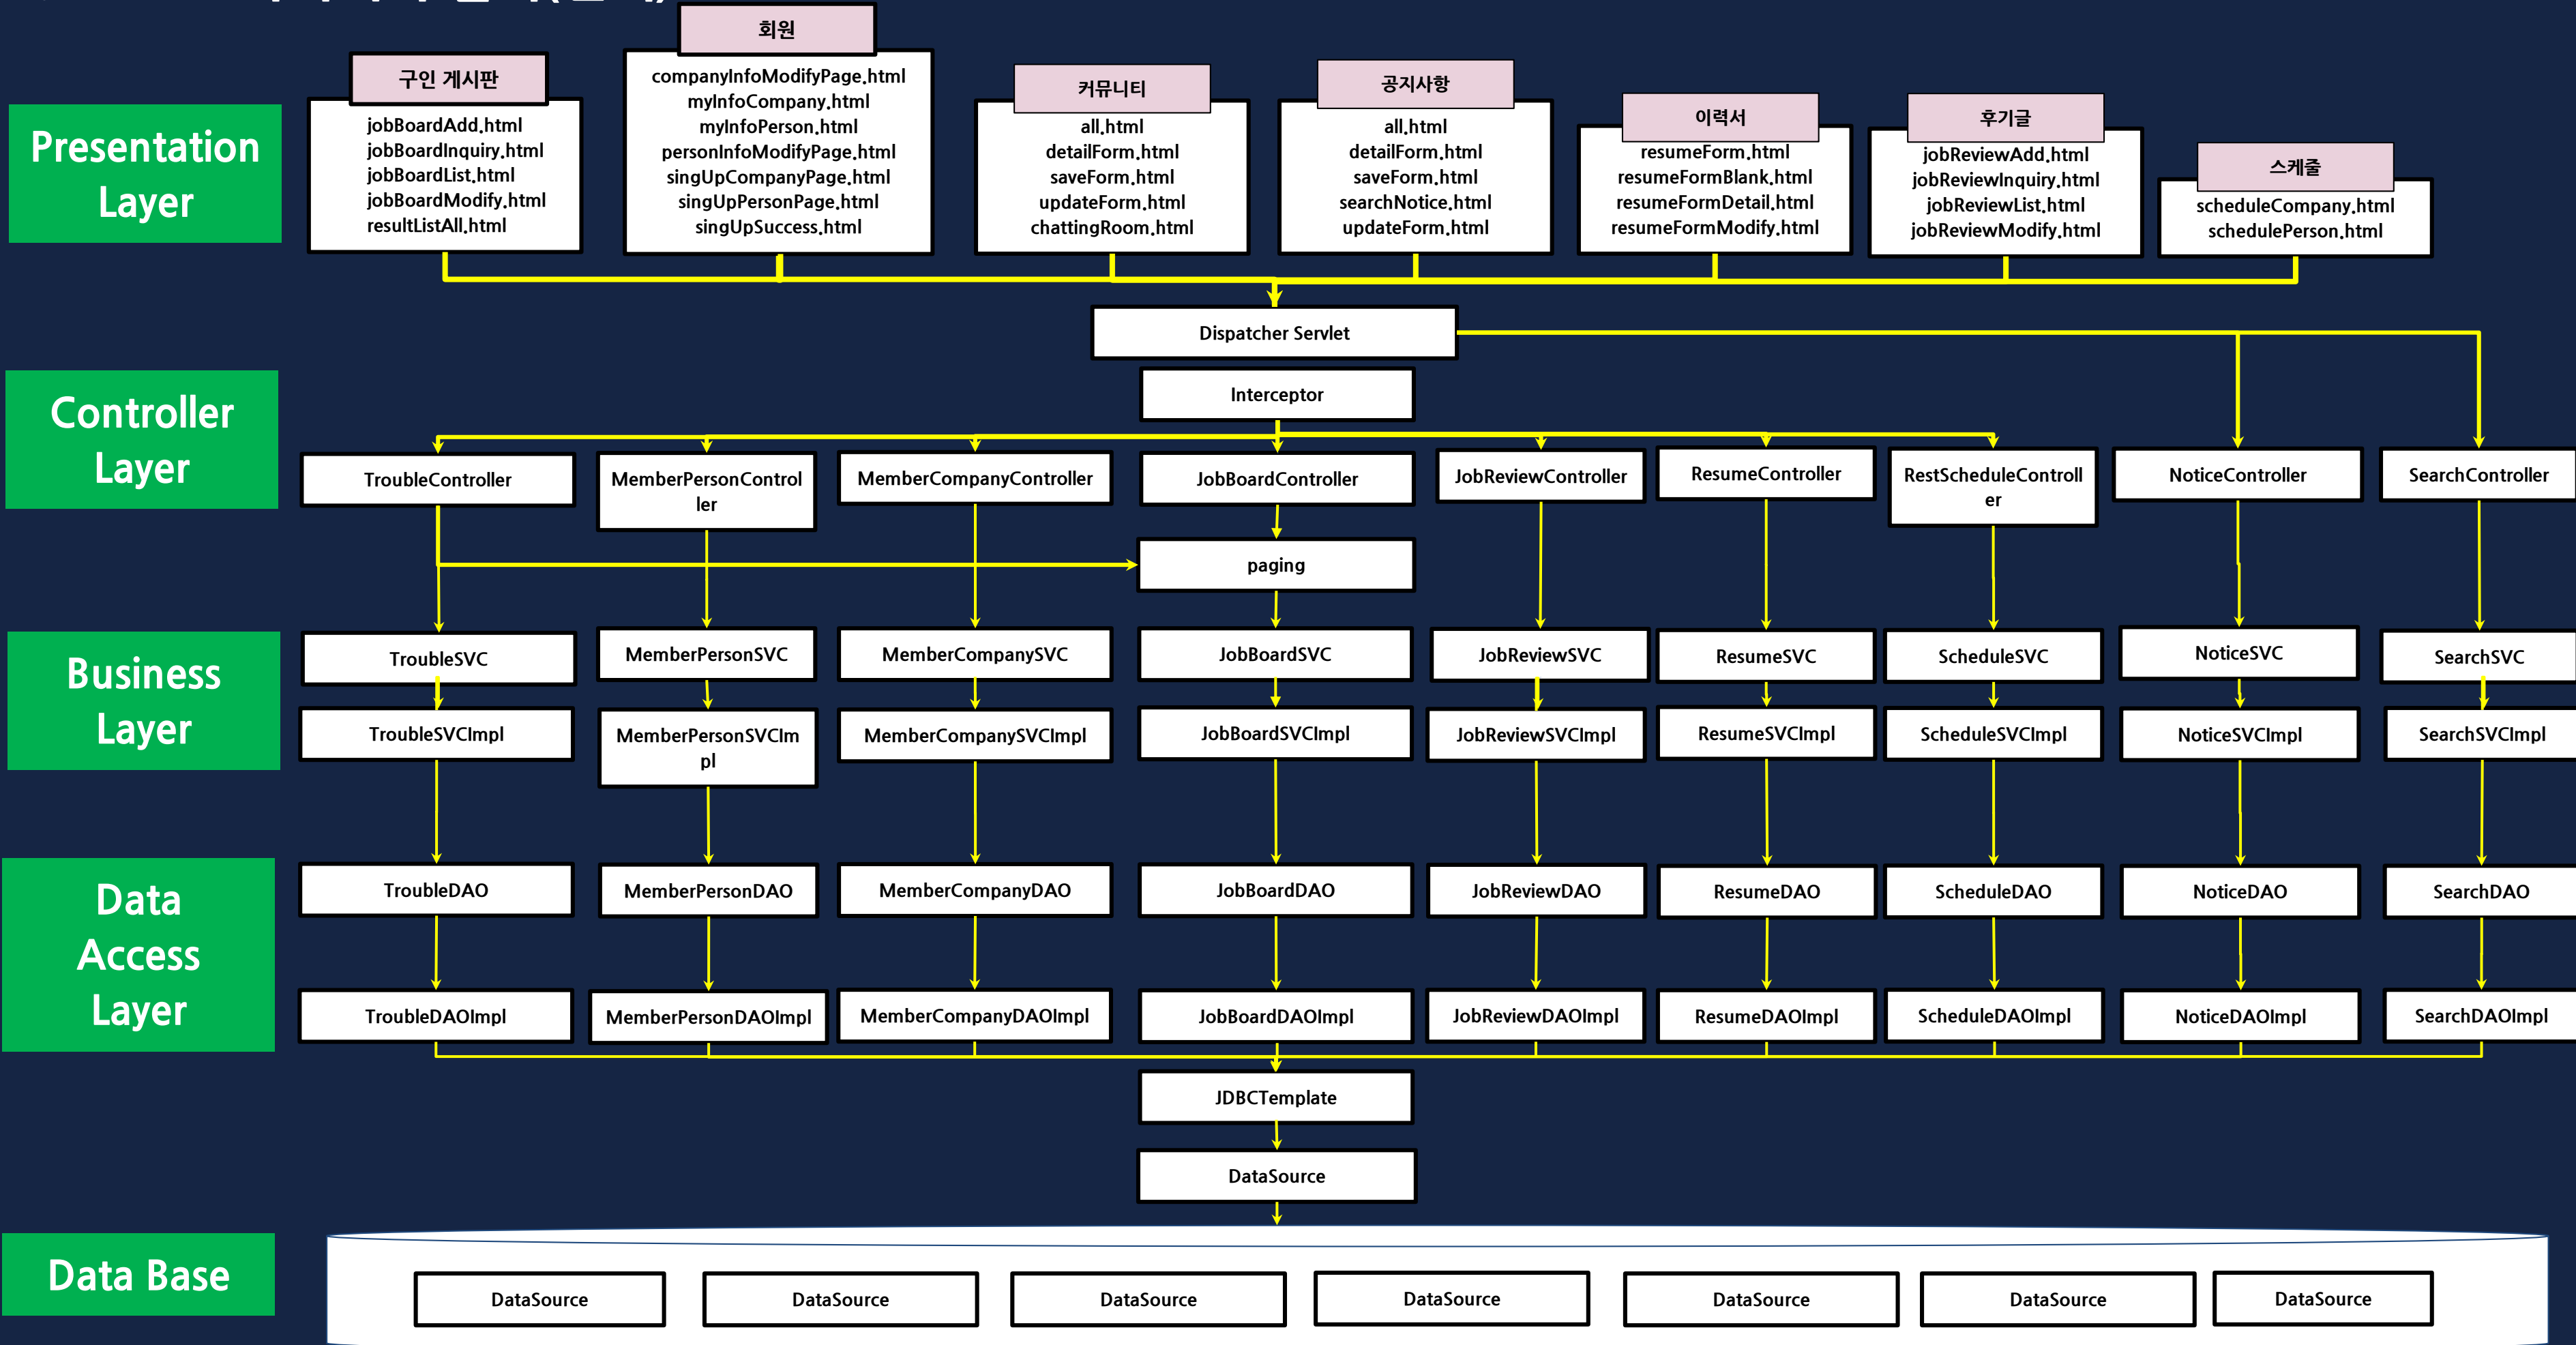 구인 게시판
jobBoardAdd.html
jobBoardInquiry.html
jobBoardList.html
jobBoardModify.html
resultListAll.html
회원
companyInfoModifyPage.html
myInfoCompany.html
myInfoPerson.html
personInfoModifyPage.html
singUpCompanyPage.html
singUpPersonPage.html
singUpSuccess.html
커뮤니티
all.html
detailForm.html
saveForm.html
updateForm.html
chattingRoom.html
공지사항
all.html
detailForm.html
saveForm.html
searchNotice.html
updateForm.html
이력서
resumeForm.html
resumeFormBlank.html
resumeFormDetail.html
resumeFormModify.html
후기글
jobReviewAdd.html
jobReviewInquiry.html
jobReviewList.html
jobReviewModify.html
스케줄
scheduleCompany.html
schedulePerson.html
Presentation
Layer
Dispatcher Servlet
Interceptor
Controller
Layer
TroubleController
MemberPersonControl
ler
MemberCompanyController
JobBoardController
JobReviewController
ResumeController
RestScheduleControll
er
NoticeController
SearchController
paging
Business
Layer
TroubleSVC
MemberPersonSVC
MemberCompanySVC
JobBoardSVC
JobReviewSVC
ResumeSVC
ScheduleSVC
NoticeSVC
SearchSVC
TroubleSVCImpl
MemberPersonSVCIm
pl
MemberCompanySVCImpl
JobBoardSVCImpl
JobReviewSVCImpl
ResumeSVCImpl
ScheduleSVCImpl
NoticeSVCImpl
SearchSVCImpl
Data
Access
Layer
TroubleDAO
MemberPersonDAO
MemberCompanyDAO
JobBoardDAO
JobReviewDAO
ResumeDAO
ScheduleDAO
NoticeDAO
SearchDAO
TroubleDAOImpl
MemberPersonDAOImpl
MemberCompanyDAOImpl
JobBoardDAOImpl
JobReviewDAOImpl
ResumeDAOImpl
ScheduleDAOImpl
NoticeDAOImpl
SearchDAOImpl
JDBCTemplate
DataSource
Data Base
DataSource
DataSource
DataSource
DataSource
DataSource
DataSource
DataSource